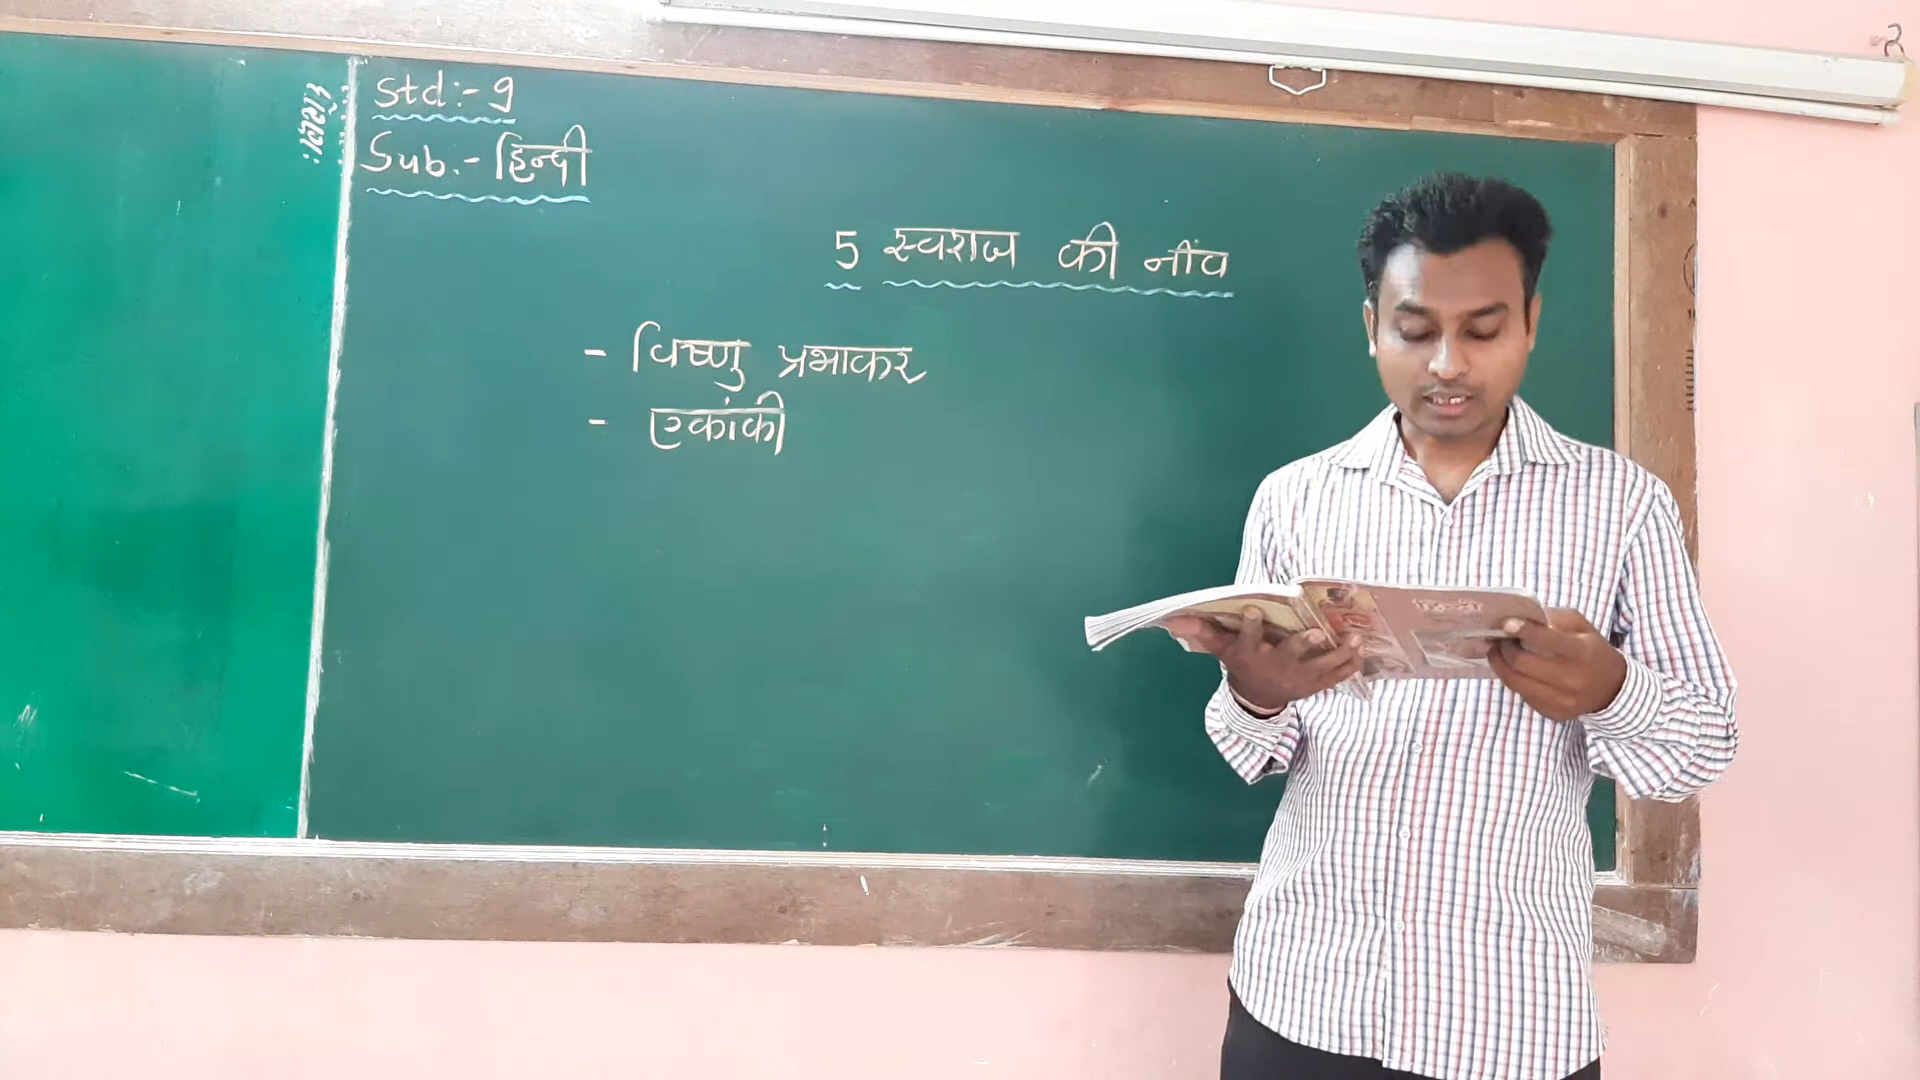 Std:- 9
Sub.- हिन्दी
5 स्वराज की नींव
- विष्णु प्रभाकर
- एकांकी
हिन्दी